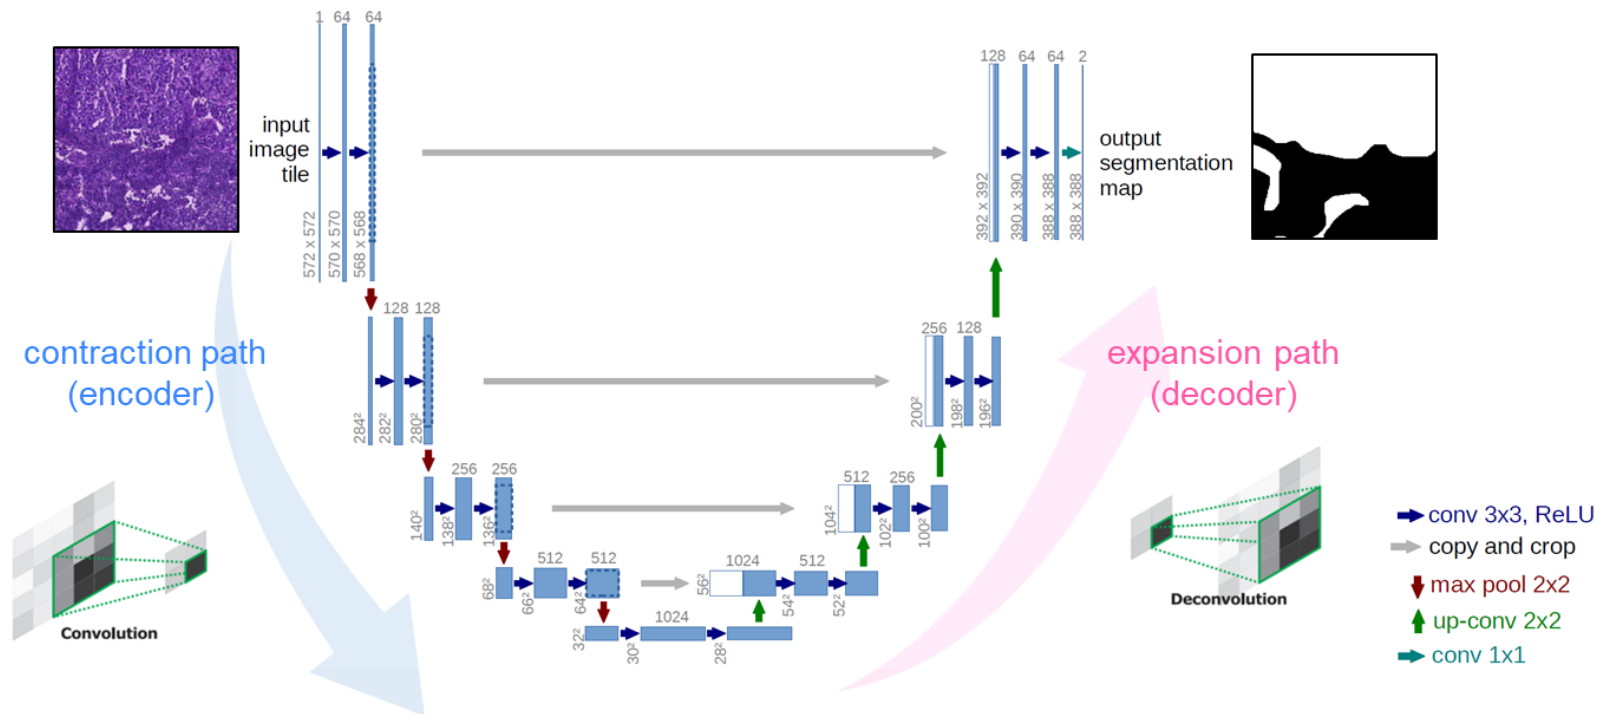 1 64 64
input
image
tile
572 x 572
570 x 570
568 x 568
128 64 64 2
392 x 392
390 x 390
388 x 388
388 x 388
output
segmentation
map
contraction path
(encoder)
128 128
284²
282²
280²
256 128
200²
198²
196²
expansion path
(decoder)
256 256
140²
138²
136²
512 256
104²
102²
100²
512 512
68²
66²
64²
1024 512
56²
54²
52²
1024
32²
30²
28²
Convolution
Deconvolution
conv 3x3, ReLU
copy and crop
max pool 2x2
up-conv 2x2
conv 1x1